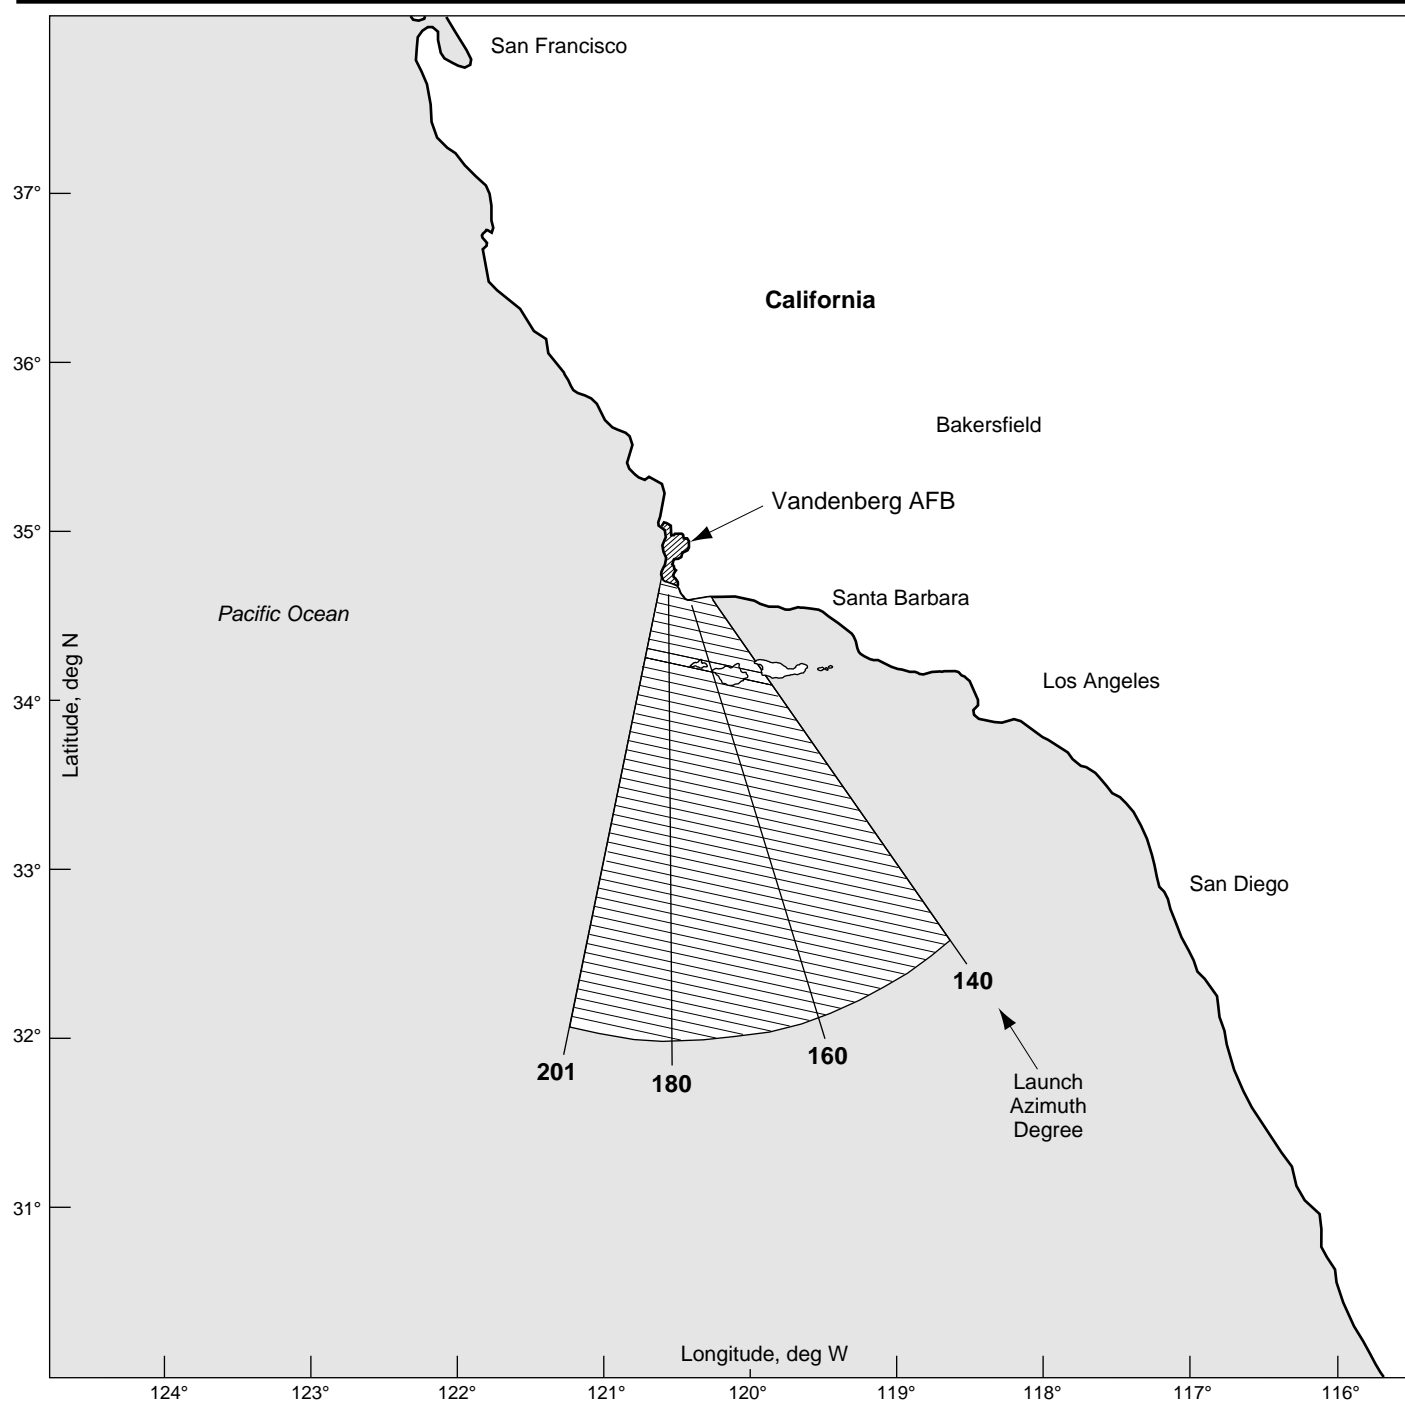 San Francisco
37°
California
36°
Bakersfield
Vandenberg AFB
35°
Santa Barbara
Pacific Ocean
Los Angeles
34°
Latitude, deg N
33°
San Diego
140
32°
160
201
180
Launch
Azimuth
Degree
31°
Longitude, deg W
124° 123° 122° 121° 120° 119° 118° 117° 116°